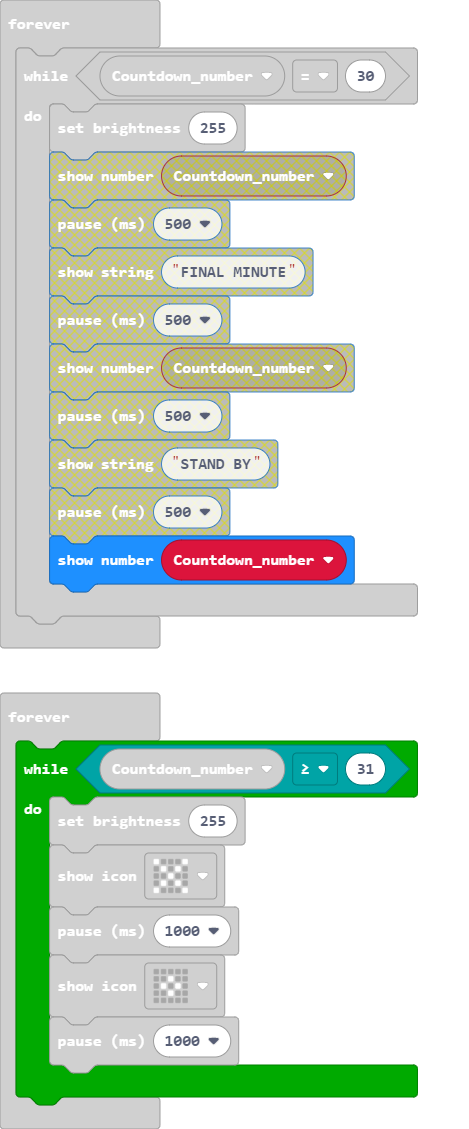 forever
while Countdown_number = 30
do
set brightness 255
show number Countdown_number
pause (ms) 500
show string "FINAL MINUTE"
pause (ms) 500
show number Countdown_number
pause (ms) 500
show string "STAND BY"
pause (ms) 500
show number Countdown_number
forever
while Countdown_number ≥ 31
do
set brightness 255
show icon
pause (ms) 1000
show icon
pause (ms) 1000